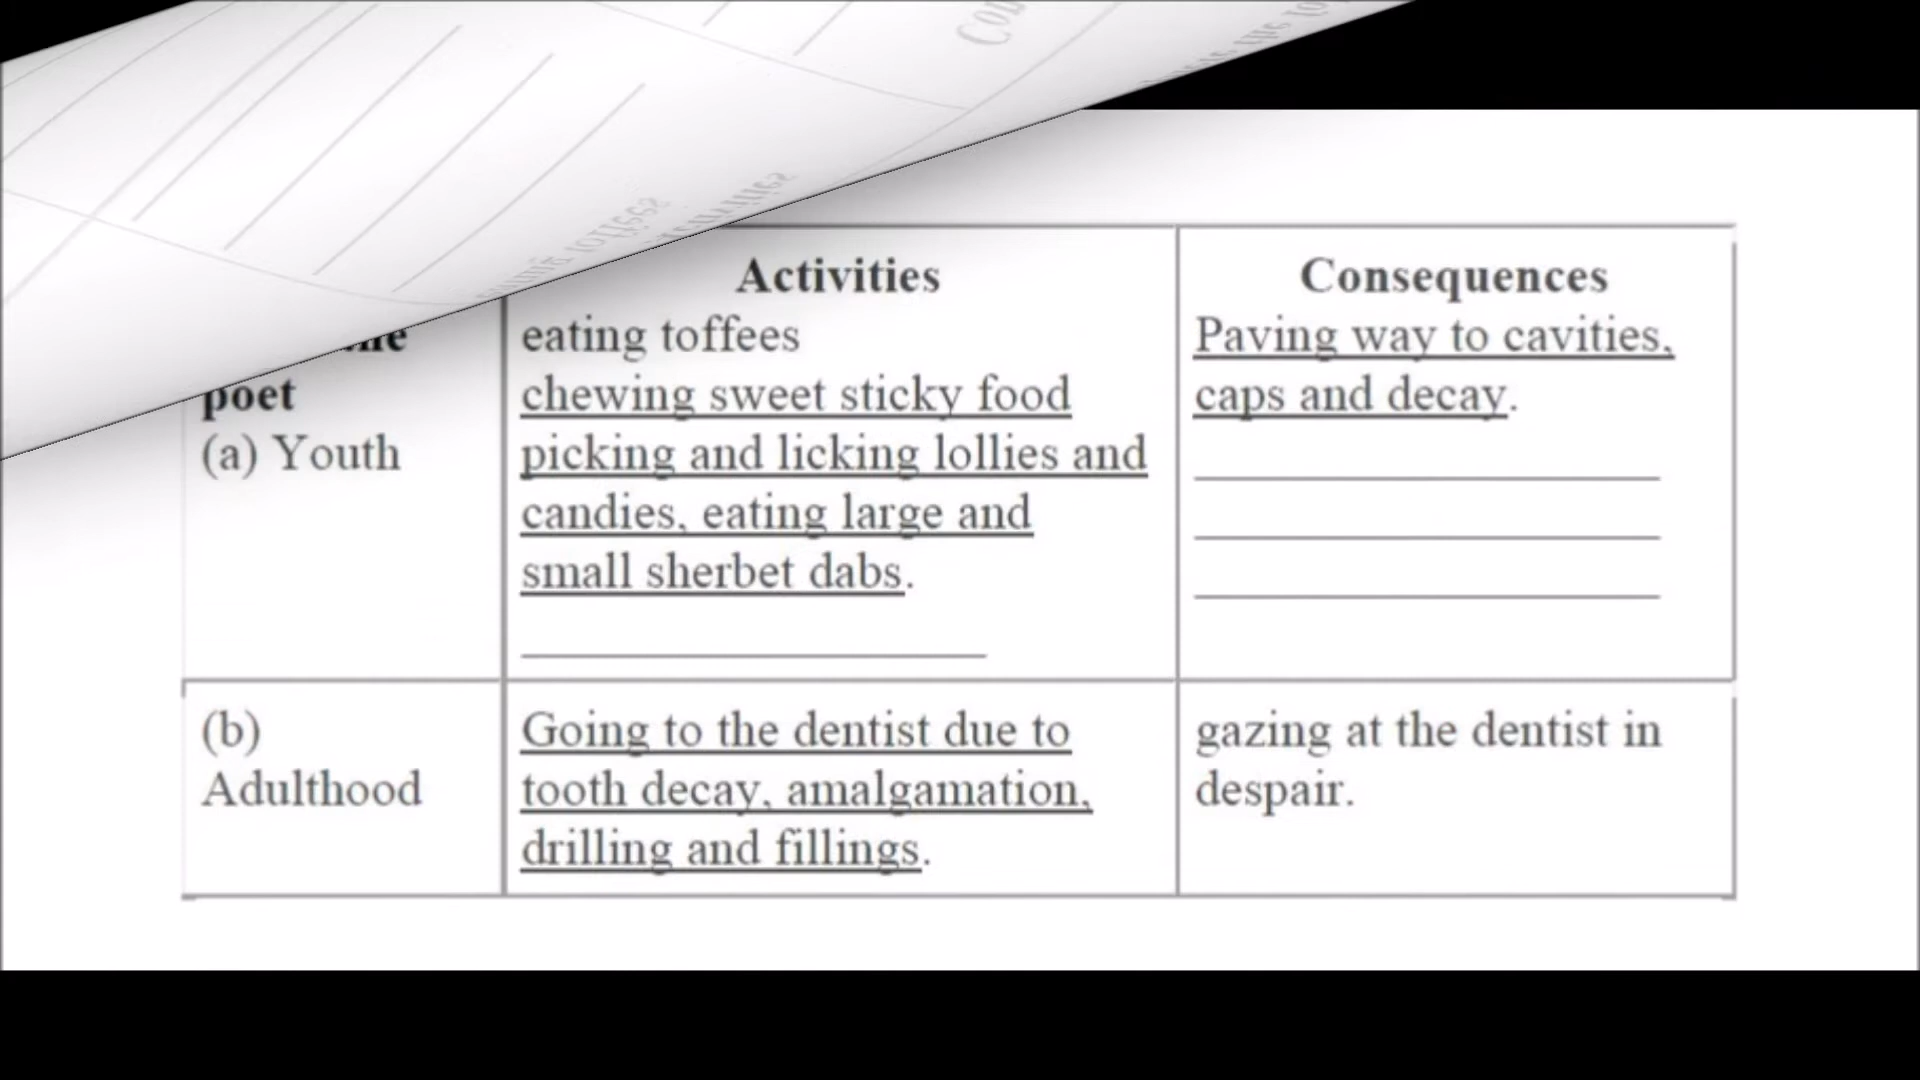 Activities
Consequences
eating toffees
Paving way to cavities,
poet
chewing sweet sticky food
caps and decay.
(a) Youth
picking and licking lollies and
candies, eating large and
small sherbet dabs.
(b)
Going to the dentist due to
gazing at the dentist in
Adulthood
tooth decay, amalgamation,
despair.
drilling and fillings.